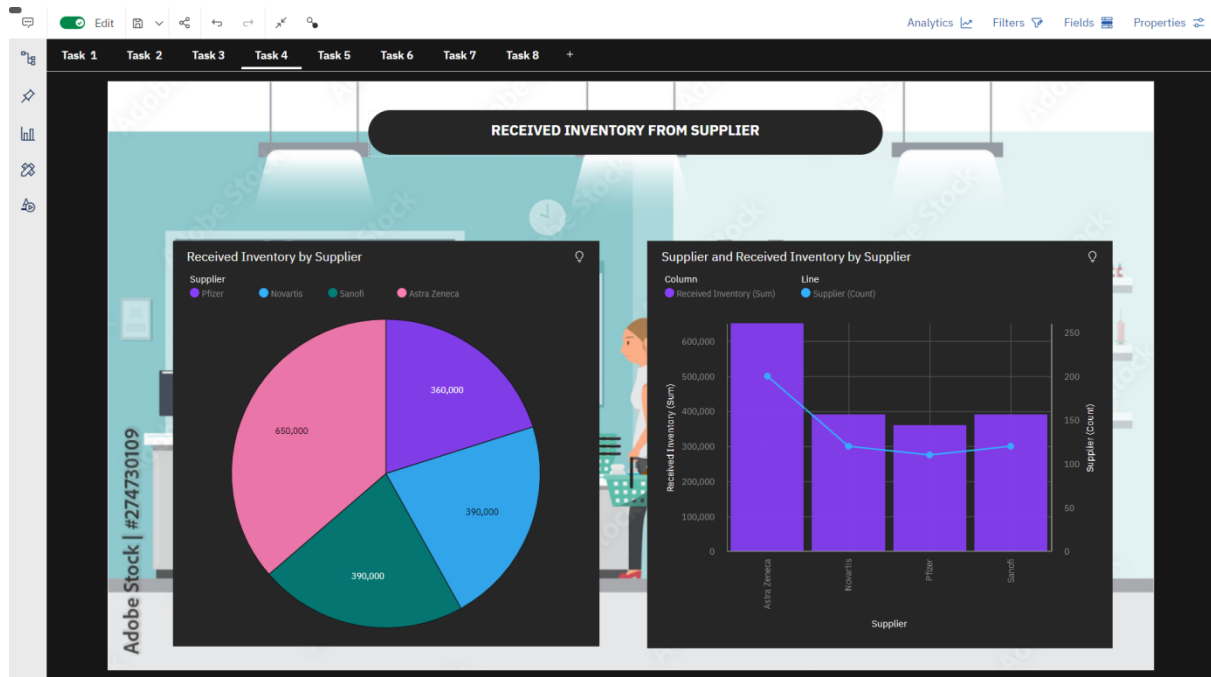 Edit
Analytics Filters Fields Properties
Task 1 Task 2 Task 3 Task 4 Task 5 Task 6 Task 7 Task 8 +
RECEIVED INVENTORY FROM SUPPLIER
Received Inventory by Supplier
Supplier
Pfizer Novartis Sanofi Astra Zeneca
360,000
650,000
390,000
390,000
Supplier and Received Inventory by Supplier
Column Line
Received Inventory (Sum) Supplier (Count)
Received Inventory (Sum)
600,000
500,000
400,000
300,000
200,000
100,000
0
250
200
150
100
50
0
Supplier (Count)
Astra Zeneca
Novartis
Pfizer
Sanofi
Supplier
Adobe Stock | #274730109
Adobe Stock